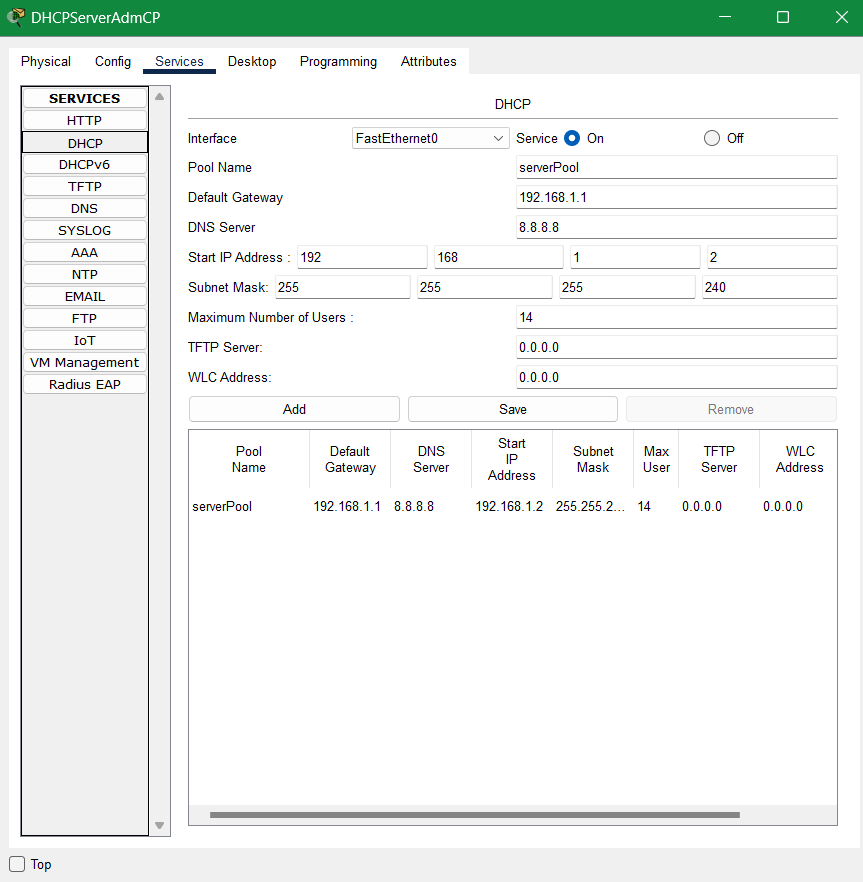 DHCPServerAdmCP
Physical Config Services Desktop Programming Attributes
SERVICES
HTTP
DHCP
DHCPv6
TFTP
DNS
SYSLOG
AAA
NTP
EMAIL
FTP
IoT
VM Management
Radius EAP
DHCP
Interface FastEthernet0 Service On Off
Pool Name serverPool
Default Gateway 192.168.1.1
DNS Server 8.8.8.8
Start IP Address : 192 168 1 2
Subnet Mask: 255 255 255 240
Maximum Number of Users : 14
TFTP Server: 0.0.0.0
WLC Address: 0.0.0.0
Add Save Remove
Pool Name Default Gateway DNS Server Start IP Address Subnet Mask Max User TFTP Server WLC Address
serverPool 192.168.1.1 8.8.8.8 192.168.1.2 255.255.2... 14 0.0.0.0 0.0.0.0
Top